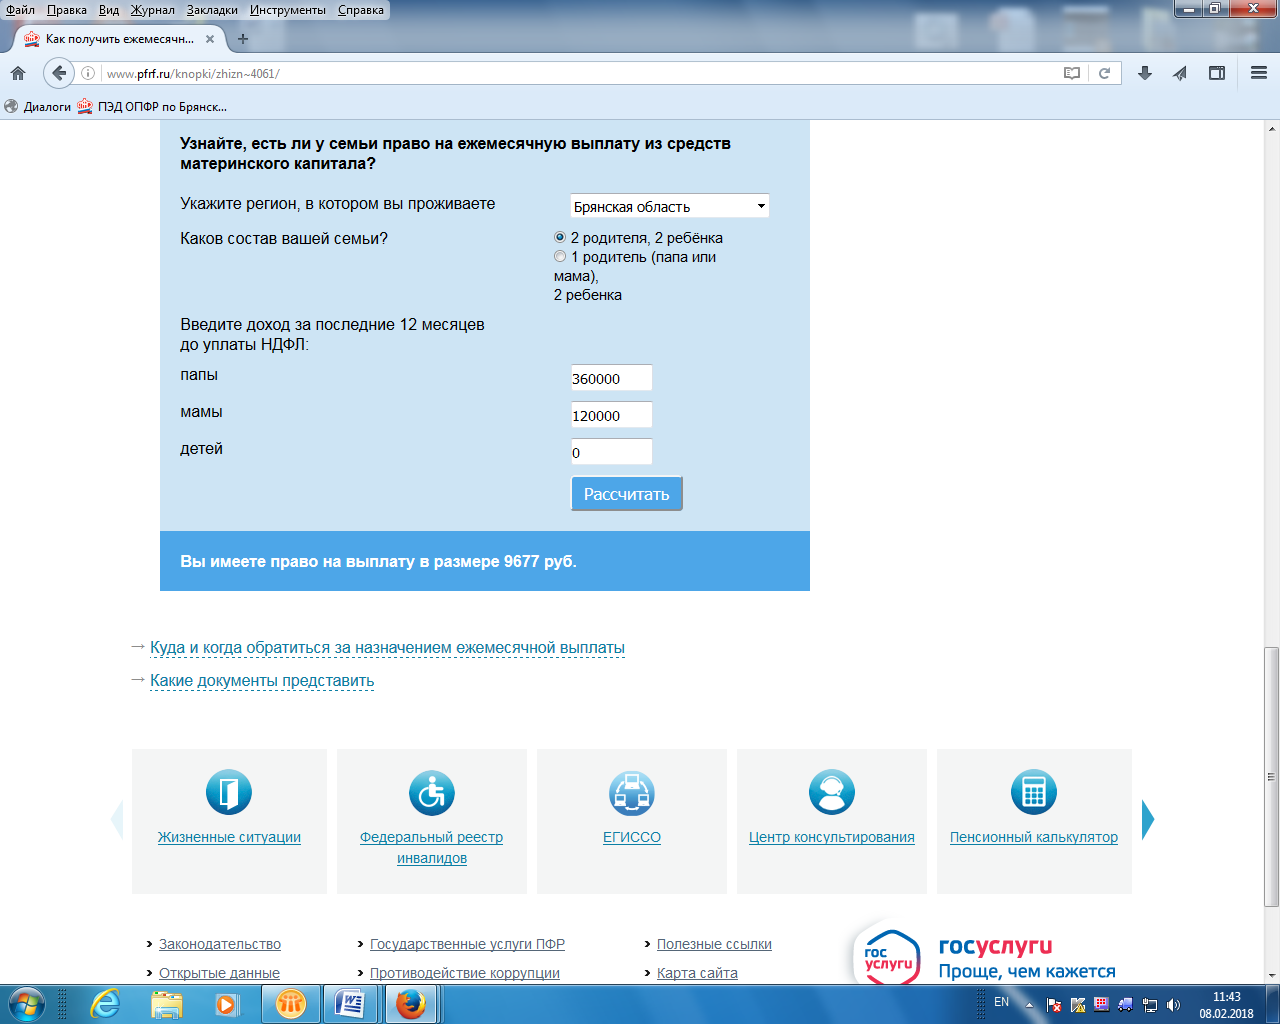 Файл Правка Вид Журнал Закладки Инструменты Справка
Как получить ежемесячн...
www.pfrf.ru/knopki/zhizn~4061/
Диалоги ПЭД ОПФР по Брянск...
Узнайте, есть ли у семьи право на ежемесячную выплату из средств
материнского капитала?
Укажите регион, в котором вы проживаете
Брянская область
Каков состав вашей семьи?
2 родителя, 2 ребёнка
1 родитель (папа или
мама),
2 ребенка
Введите доход за последние 12 месяцев
до уплаты НДФЛ:
папы 360000
мамы 120000
детей 0
Рассчитать
Вы имеете право на выплату в размере 9677 руб.
Куда и когда обратиться за назначением ежемесячной выплаты
Какие документы представить
Жизненные ситуации
Федеральный реестр
инвалидов
ЕГИССО
Центр консультирования
Пенсионный калькулятор
Законодательство
Государственные услуги ПФР
Полезные ссылки
Открытые данные
Противодействие коррупции
Карта сайта
гос
услуги
госуслуги
Проще, чем кажется
EN
11:43
08.02.2018